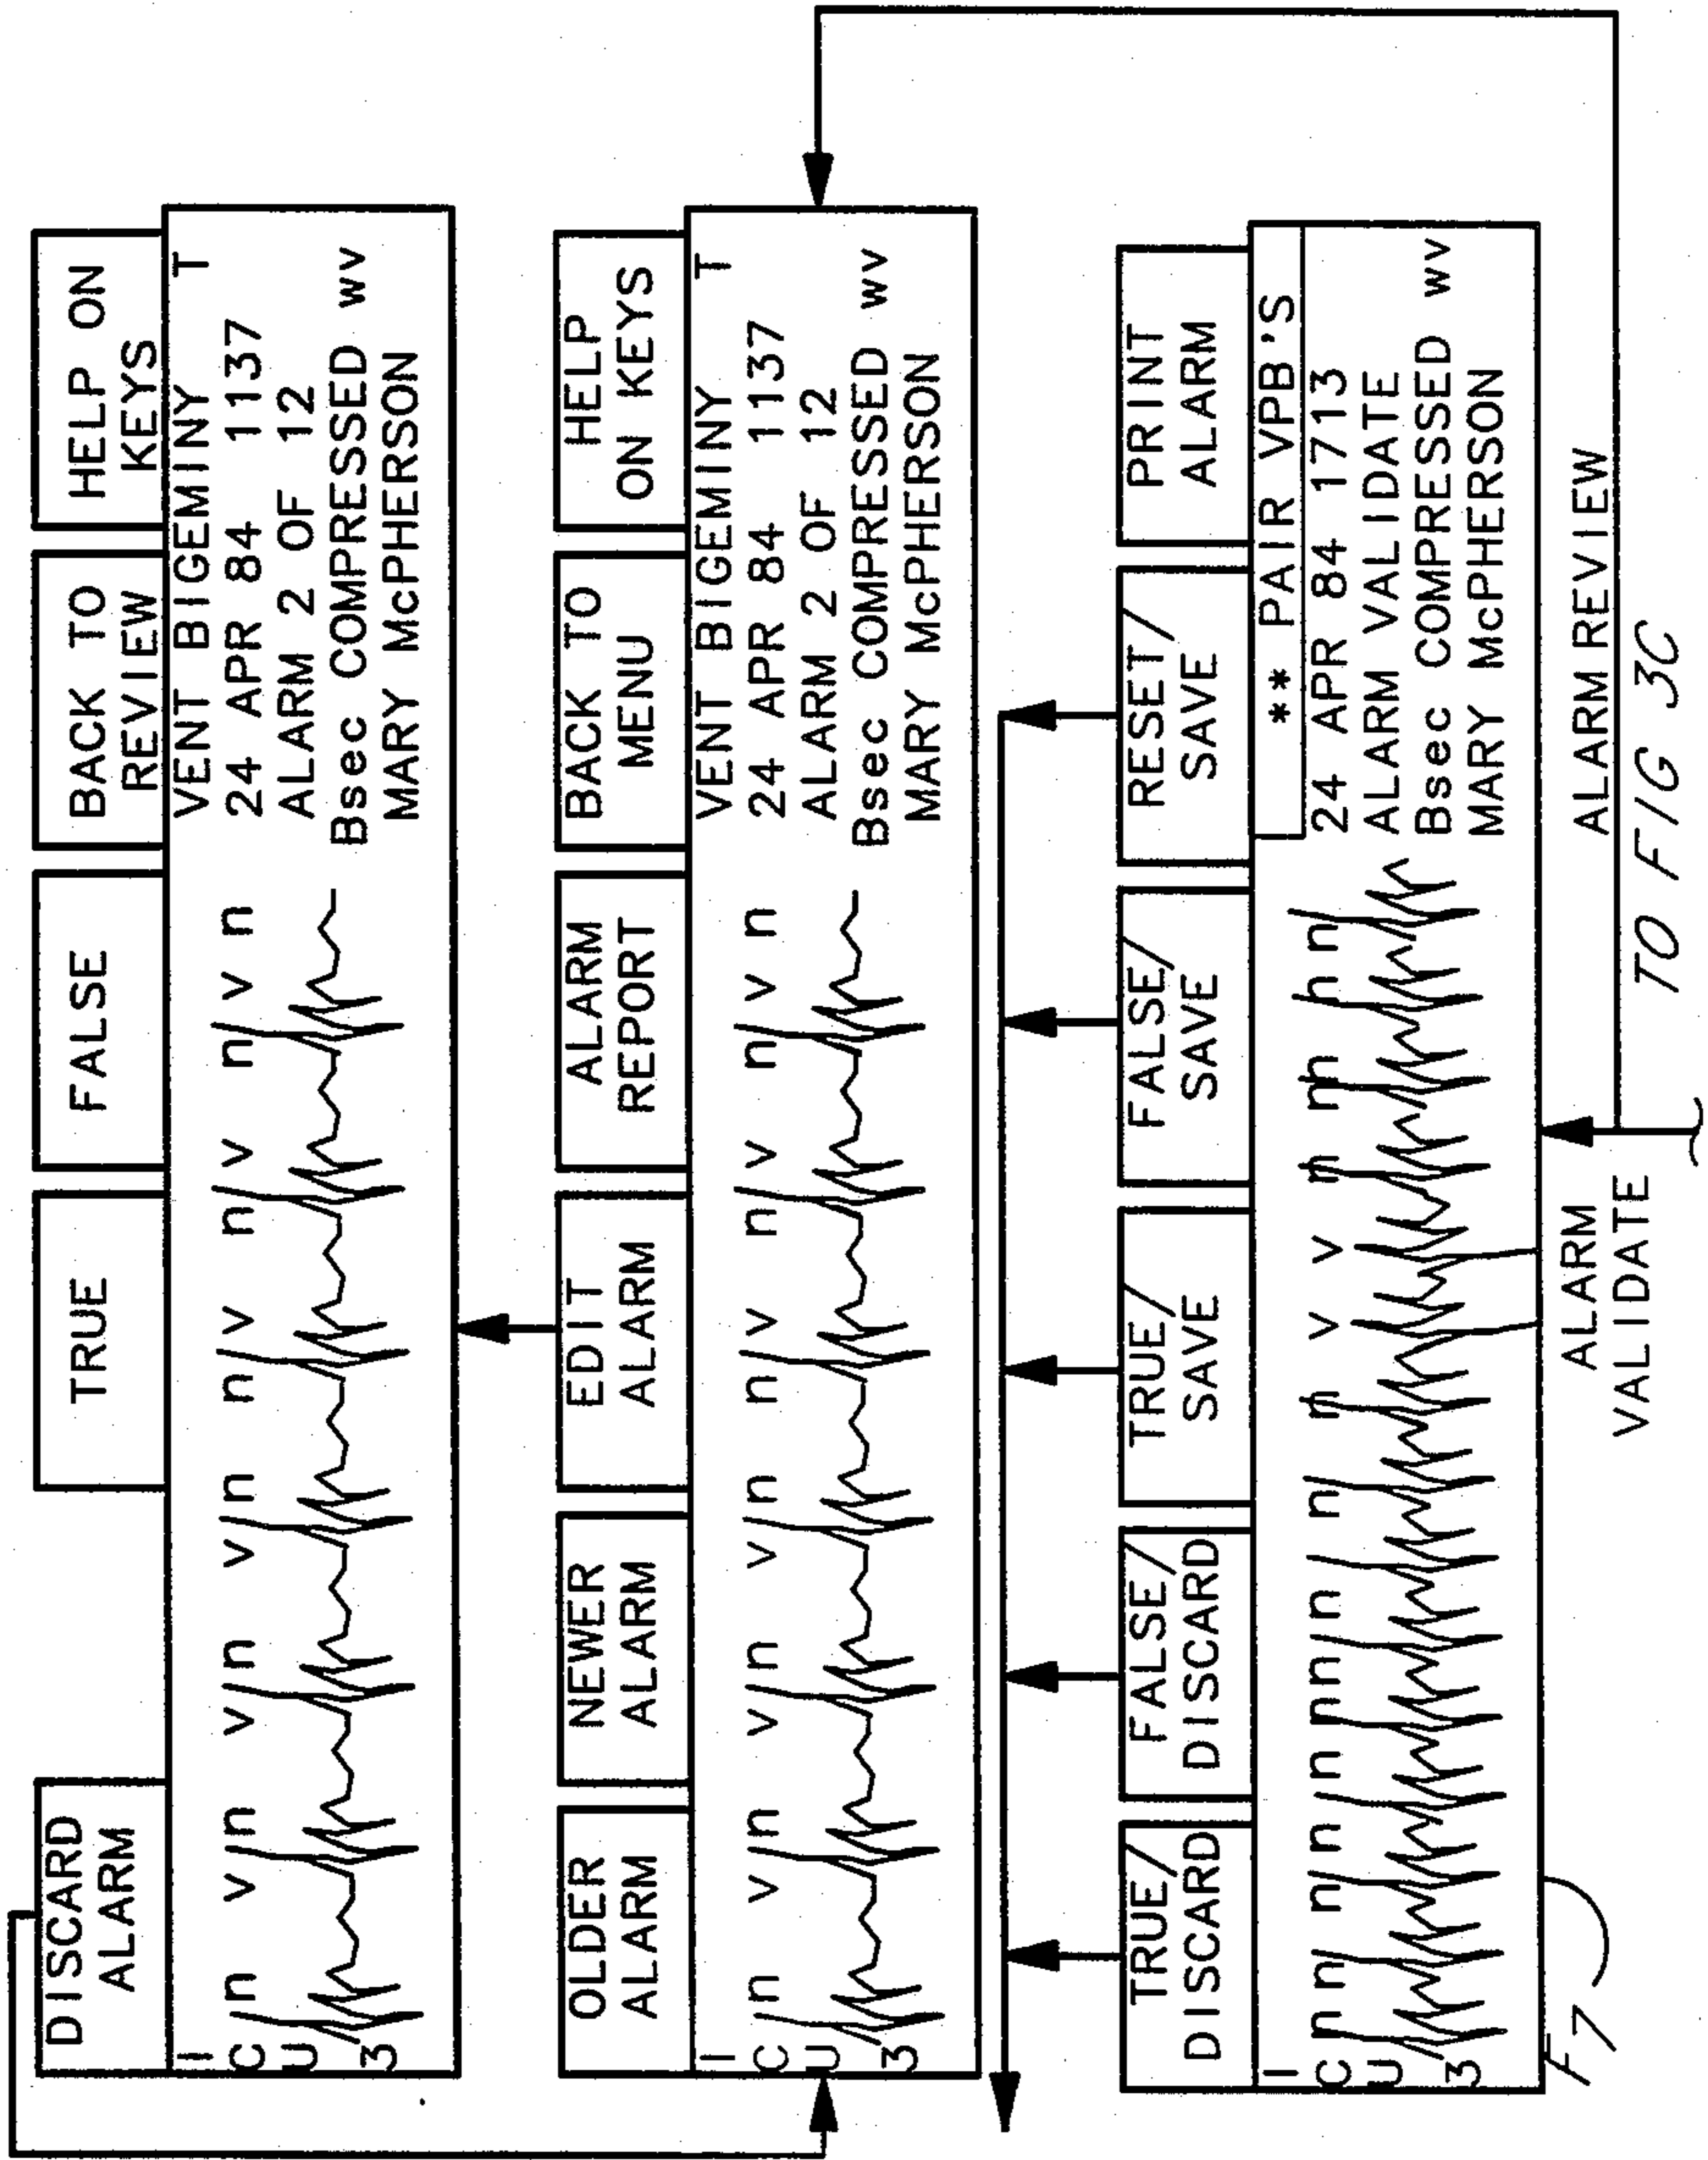 DISCARD
ALARM
TRUE
FALSE
BACK TO
REVIEW
HELP ON
KEYS
I
C
U
3
n v n v n v n v n v n v n v n
VENT BIGEMINY T
24 APR 84 1137
ALARM 2 OF 12
Bsec COMPRESSED wv
MARY McPHERSON
OLDER
ALARM
NEWER
ALARM
EDIT
ALARM
ALARM
REPORT
BACK TO
MENU
HELP
ON KEYS
I
C
U
3
n v n v n v n v n v n v n v n
VENT BIGEMINY T
24 APR 84 1137
ALARM 2 OF 12
Bsec COMPRESSED wv
MARY McPHERSON
TRUE/
DISCARD
FALSE/
DISCARD
TRUE/
SAVE
FALSE/
SAVE
RESET/
SAVE
PRINT
ALARM
I
C
U
3
n n n n n n n n n n v v n n n n n
** PAIR VPB'S
24 APR 84 1713
ALARM VALIDATE
Bsec COMPRESSED wv
MARY McPHERSON
F7
ALARM
VALIDATE
ALARM REVIEW
TO FIG 3C